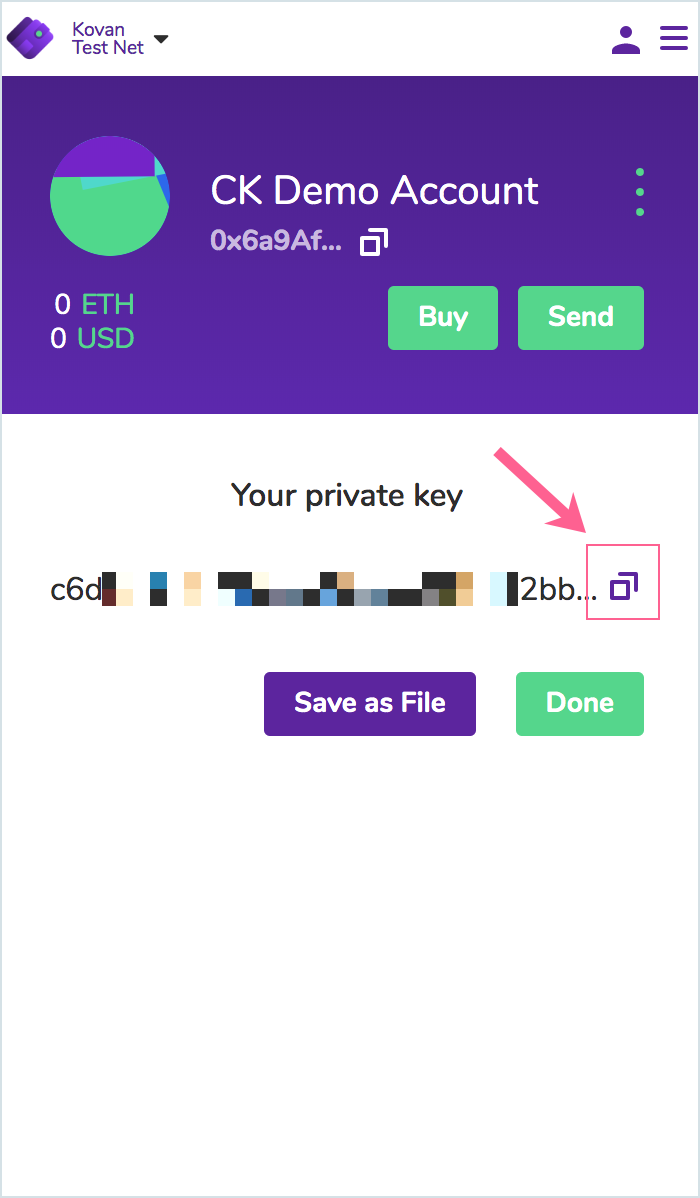 Kovan
Test Net
CK Demo Account
0x6a9Af...
0 ETH
0 USD
Buy
Send
Your private key
c6d
2bb...
Save as File
Done